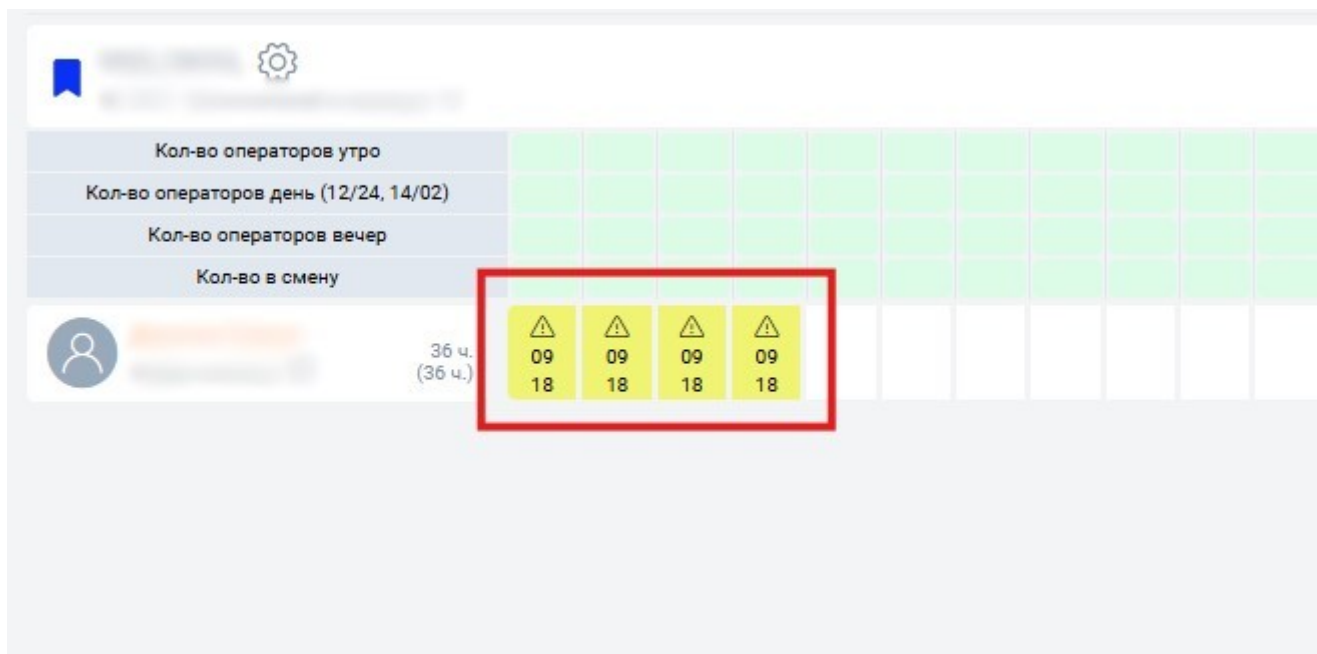 Кол-во операторов утро
Кол-во операторов день (12/24, 14/02)
Кол-во операторов вечер
Кол-во в смену
36 ч.
(36 ч.)
09 09 09 09
18 18 18 18